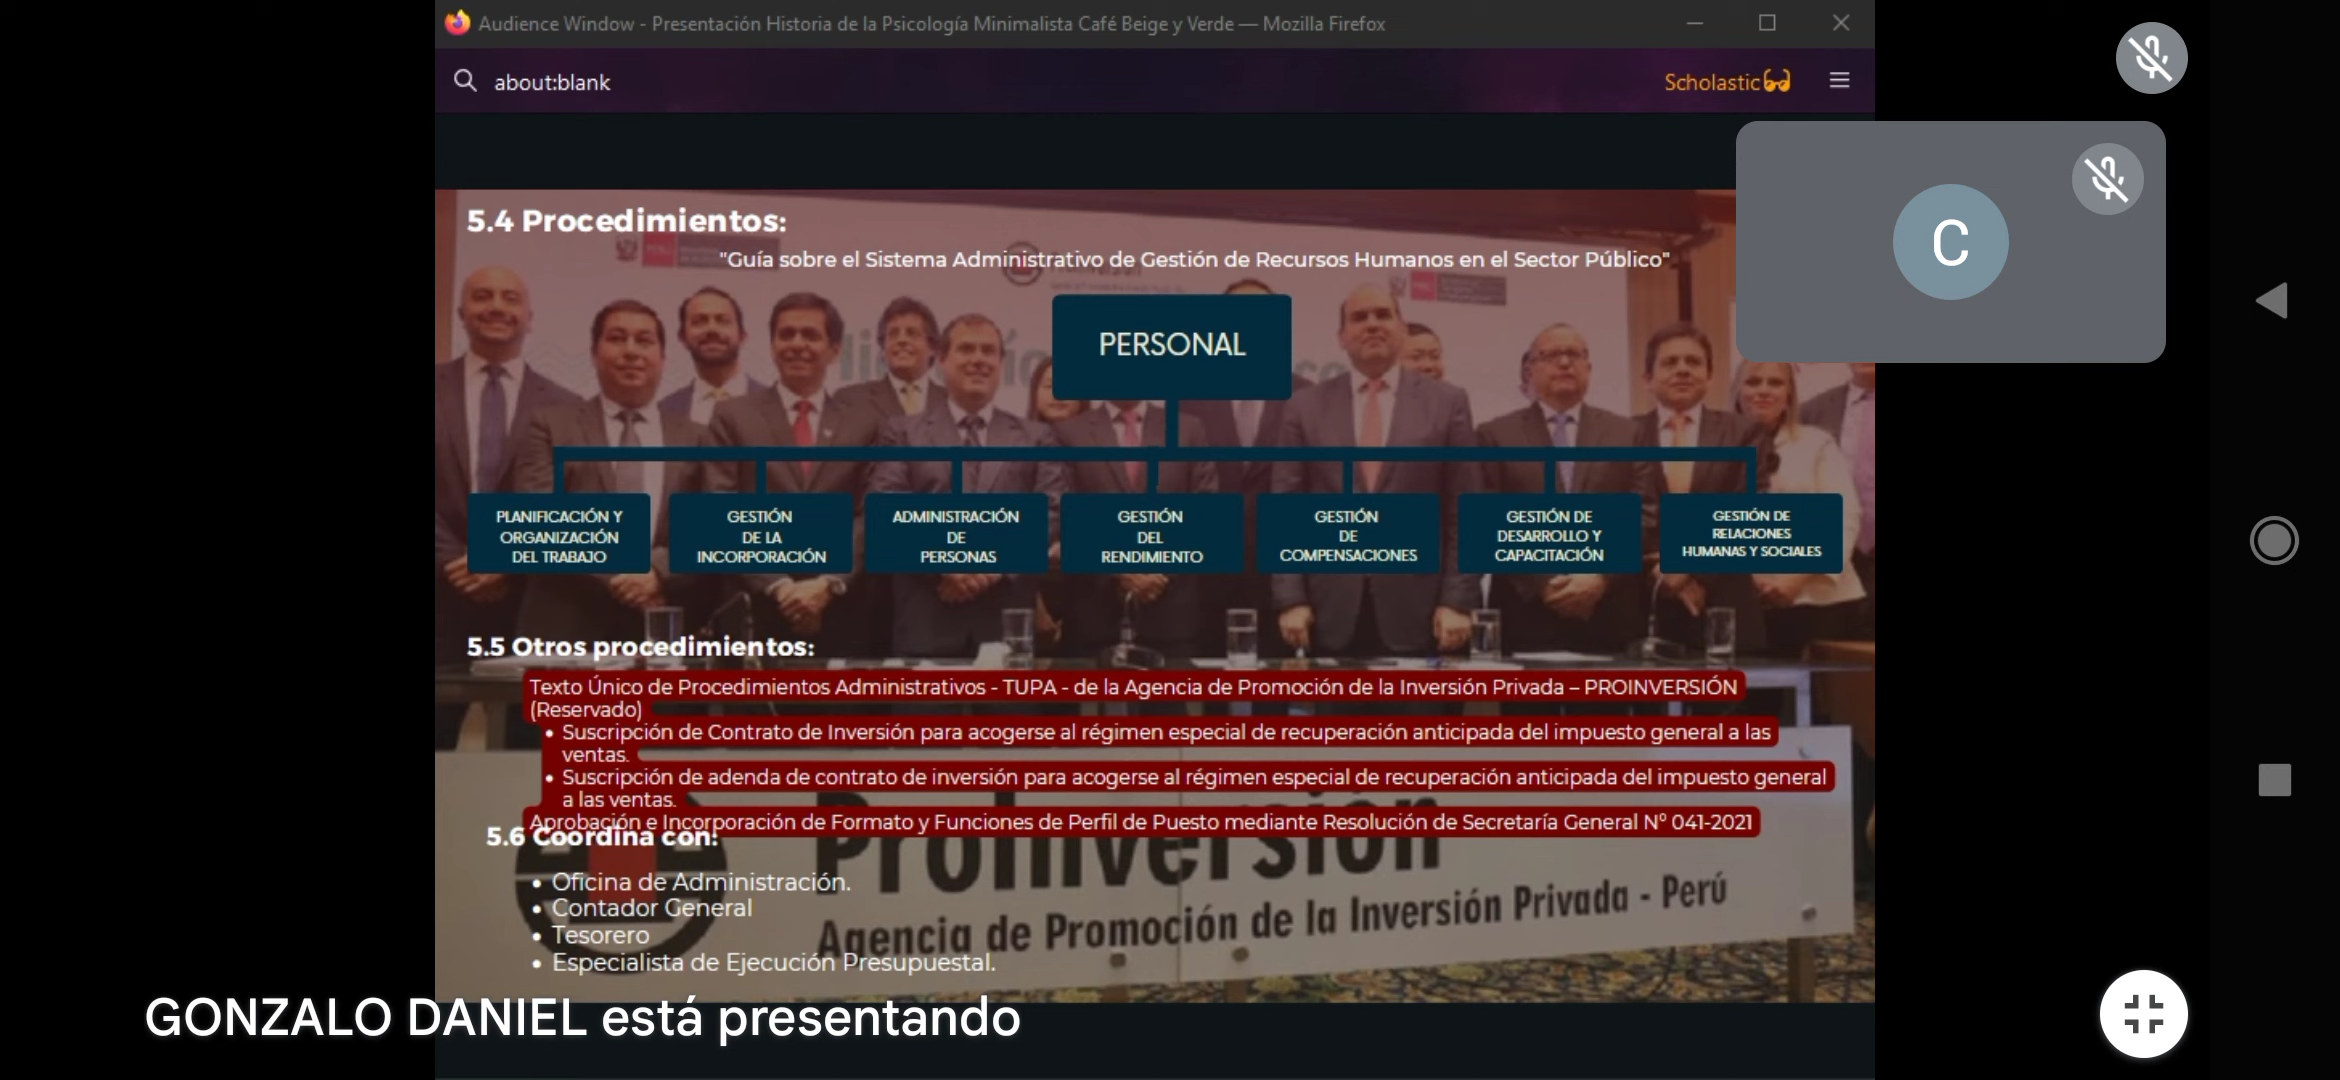 Audience Window - Presentación Historia de la Psicología Minimalista Café Beige y Verde — Mozilla Firefox
about:blank
Scholastic
C
5.4 Procedimientos:
"Guía sobre el Sistema Administrativo de Gestión de Recursos Humanos en el Sector Público"
PERSONAL
PLANIFICACIÓN Y
ORGANIZACIÓN
DEL TRABAJO
GESTIÓN
DE LA
INCORPORACIÓN
ADMINISTRACIÓN
DE
PERSONAS
GESTIÓN
DEL
RENDIMIENTO
GESTIÓN
DE
COMPENSACIONES
GESTIÓN DE
DESARROLLO Y
CAPACITACIÓN
GESTIÓN DE
RELACIONES
HUMANAS Y SOCIALES
5.5 Otros procedimientos:
Texto Único de Procedimientos Administrativos - TUPA - de la Agencia de Promoción de la Inversión Privada – PROINVERSIÓN
(Reservado)
• Suscripción de Contrato de Inversión para acogerse al régimen especial de recuperación anticipada del impuesto general a las
ventas.
• Suscripción de adenda de contrato de inversión para acogerse al régimen especial de recuperación anticipada del impuesto general
a las ventas.
Aprobación e Incorporación de Formato y Funciones de Perfil de Puesto mediante Resolución de Secretaría General N° 041-2021
5.6 Coordina con:
• Oficina de Administración.
• Contador General
• Tesorero
• Especialista de Ejecución Presupuestal.
ProInversión
Agencia de Promoción de la Inversión Privada - Perú
GONZALO DANIEL está presentando